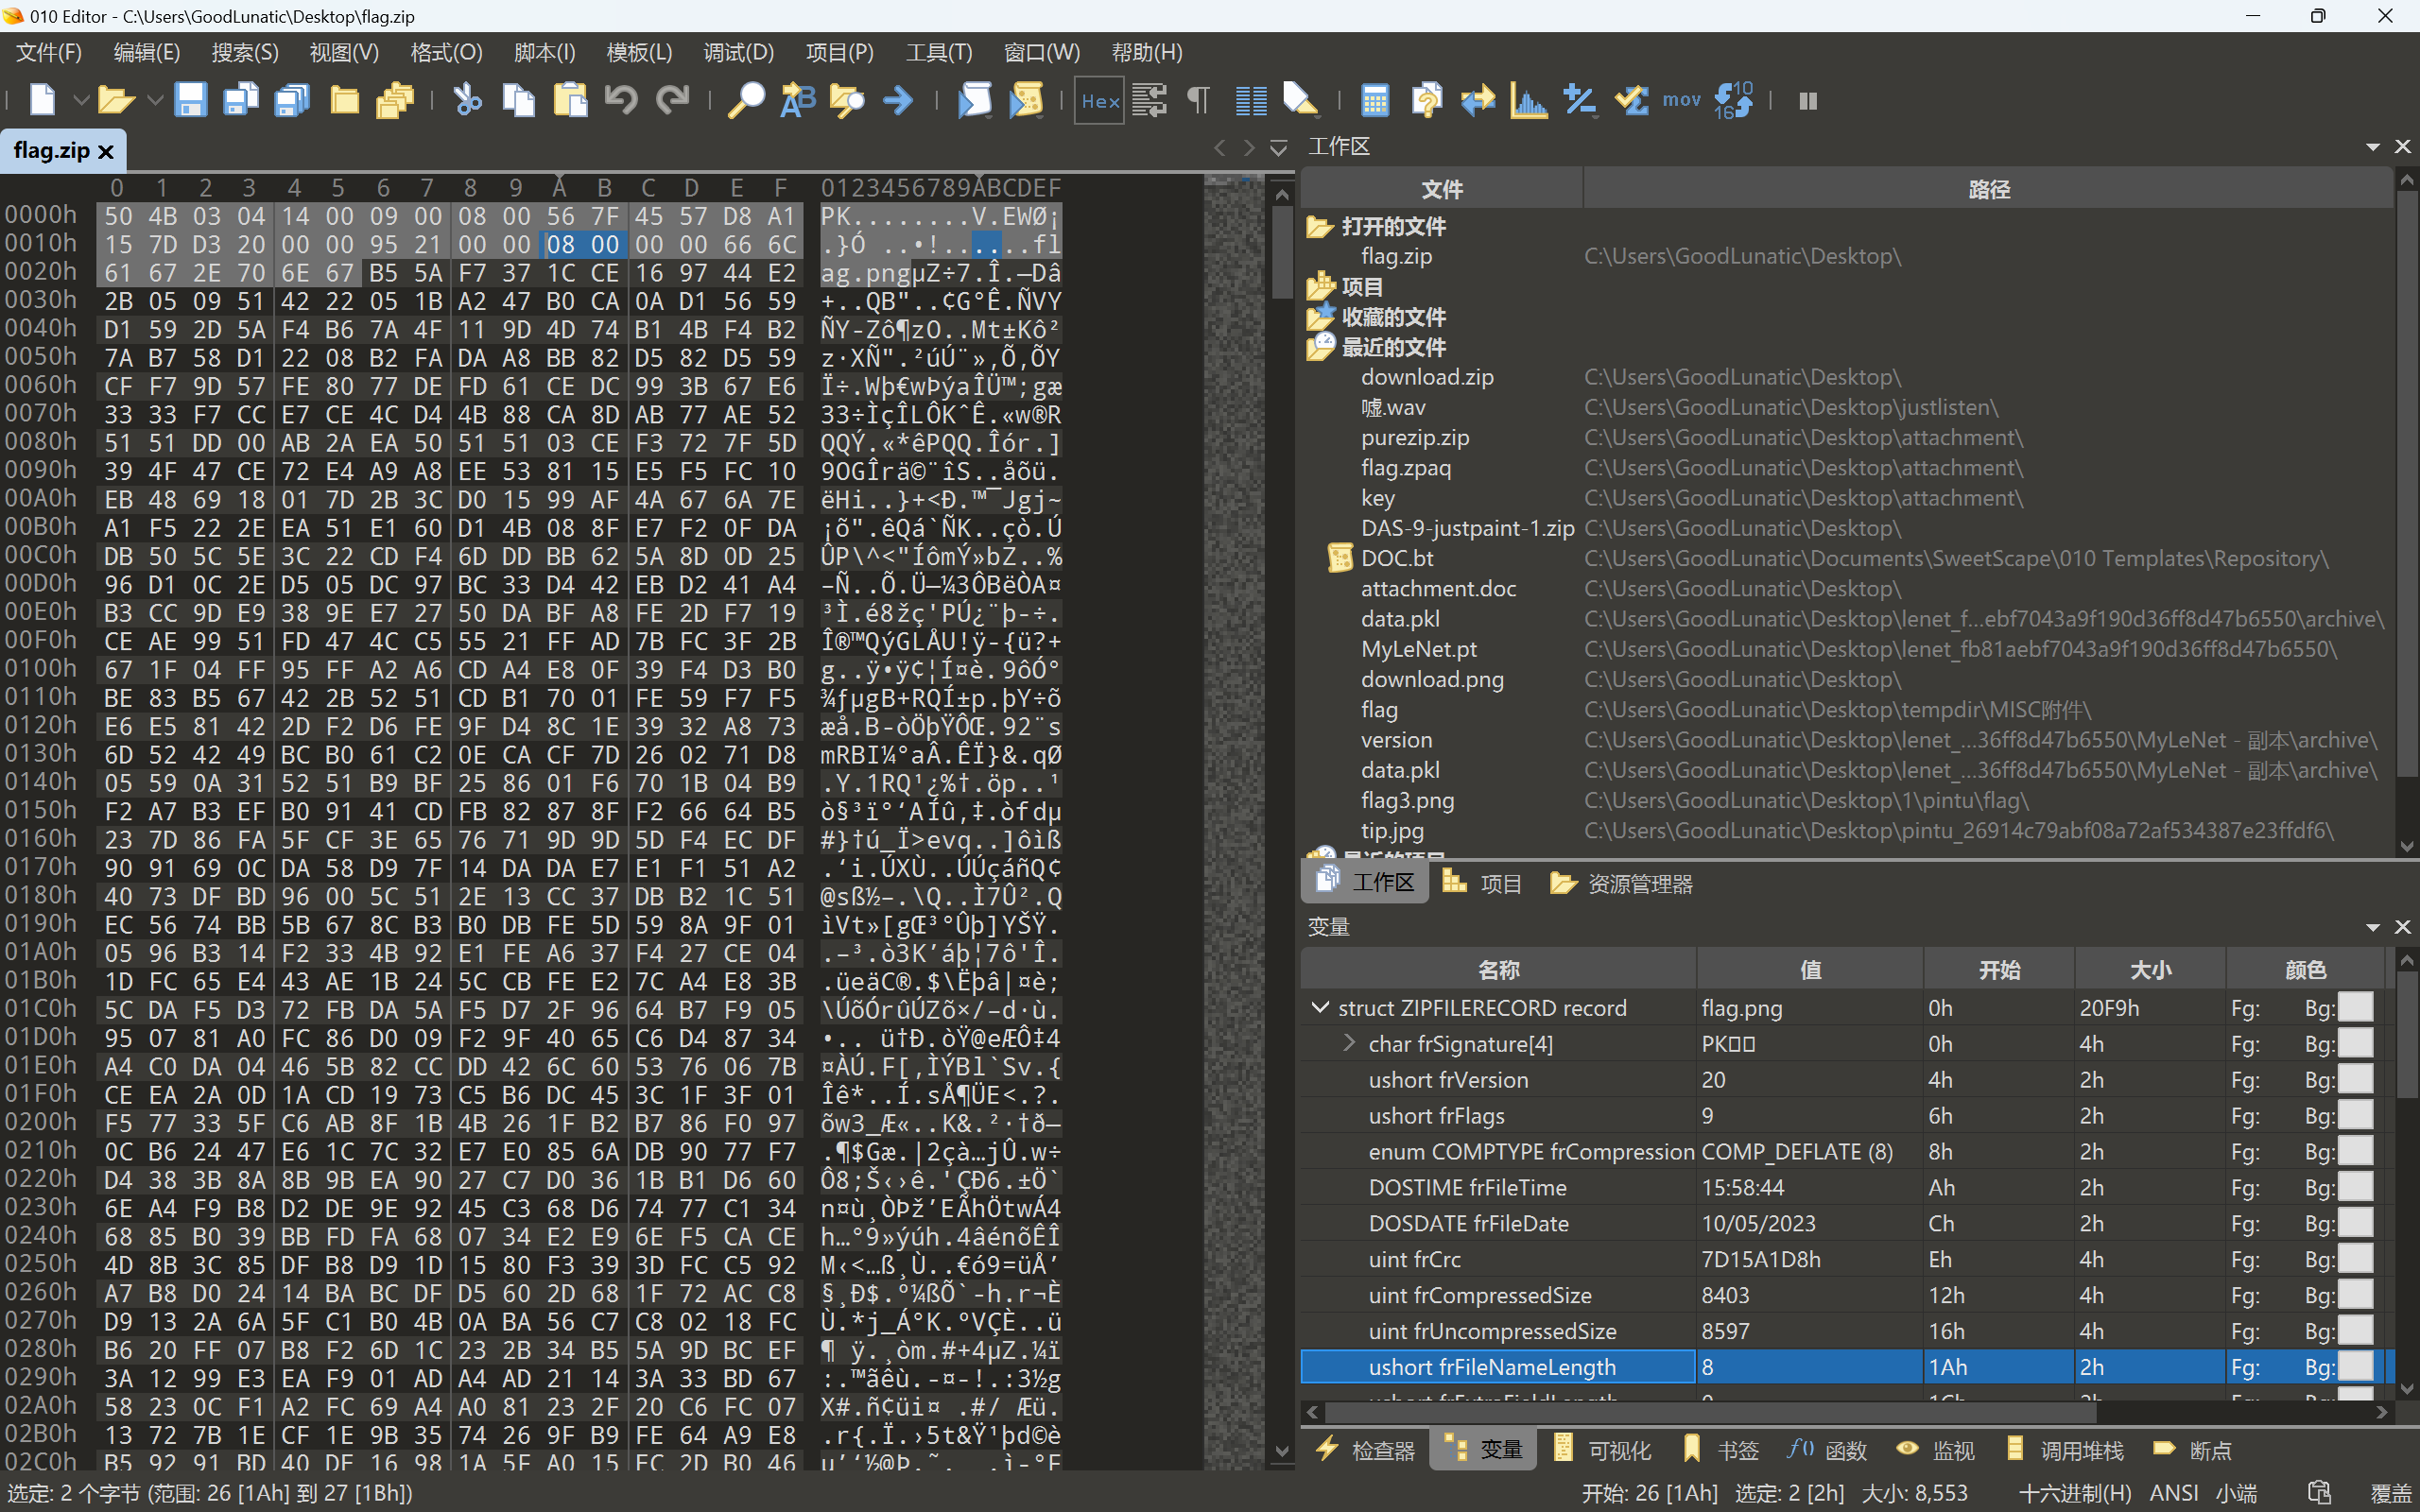 010 Editor - C:\Users\GoodLunatic\Desktop\flag.zip
文件(F) 编辑(E) 搜索(S) 视图(V) 格式(O) 脚本(I) 模板(L) 调试(D) 项目(P) 工具(T) 窗口(W) 帮助(H)
Hex mov
flag.zip
0 1 2 3 4 5 6 7 8 9 A B C D E F 0123456789ABCDEF
0000h 50 4B 03 04 14 00 09 00 08 00 56 7F 45 57 D8 A1 PK........V.EWØ¡
0010h 15 7D D3 20 00 00 95 21 00 00 08 00 00 00 66 6C .}Ó ..•!......fl
0020h 61 67 2E 70 6E 67 B5 5A F7 37 1C CE 16 97 44 E2 ag.pngµZ÷7.Î.—Dâ
0030h 2B 05 09 51 42 22 05 1B A2 47 B0 CA 0A D1 56 59 +..QB"..¢G°Ê.ÑVY
0040h D1 59 2D 5A F4 B6 7A 4F 11 9D 4D 74 B1 4B F4 B2 ÑY-Zô¶zO..Mt±Kô²
0050h 7A B7 58 D1 22 08 B2 FA DA A8 BB 82 D5 82 D5 59 z·XÑ".²úÚ¨»‚Õ‚ÕY
0060h CF F7 9D 57 FE 80 77 DE FD 61 CE DC 99 3B 67 E6 Ï÷.Wþ€wÞýaÎÜ™;gæ
0070h 33 33 F7 CC E7 CE 4C D4 4B 88 CA 8D AB 77 AE 52 33÷ÌçÎLÔKˆÊ.«w®R
0080h 51 51 DD 00 AB 2A EA 50 51 51 03 CE F3 72 7F 5D QQÝ.«*êPQQ.Îór.]
0090h 39 4F 47 CE 72 E4 A9 A8 EE 53 81 15 E5 F5 FC 10 9OGÎrä©¨îS..åõü.
00A0h EB 48 69 18 01 7D 2B 3C D0 15 99 AF 4A 67 6A 7E ëHi..}+<Ð.™¯Jgj~
00B0h A1 F5 22 2E EA 51 E1 60 D1 4B 08 8F E7 F2 0F DA ¡õ".êQá`ÑK..çò.Ú
00C0h DB 50 5C 5E 3C 22 CD F4 6D DD BB 62 5A 8D 0D 25 ÛP\^<"ÍômÝ»bZ..%
00D0h 96 D1 0C 2E D5 05 DC 97 BC 33 D4 42 EB D2 41 A4 –Ñ..Õ.Ü—¼3ÔBëÒA¤
00E0h B3 CC 9D E9 38 9E E7 27 50 DA BF A8 FE 2D F7 19 ³Ì.é8žç'PÚ¿¨þ-÷.
00F0h CE AE 99 51 FD 47 4C C5 55 21 FF AD 7B FC 3F 2B Î®™QýGLÅU!ÿ-{ü?+
0100h 67 1F 04 FF 95 FF A2 A6 CD A4 E8 0F 39 F4 D3 B0 g..ÿ•ÿ¢¦Í¤è.9ôÓ°
0110h BE 83 B5 67 42 2B 52 51 CD B1 70 01 FE 59 F7 F5 ¾ƒµgB+RQÍ±p.þY÷õ
0120h E6 E5 81 42 2D F2 D6 FE 9F D4 8C 1E 39 32 A8 73 æå.B-òÖþŸÔŒ.92¨s
0130h 6D 52 42 49 BC B0 61 C2 0E CA CF 7D 26 02 71 D8 mRBI¼°aÂ.ÊÏ}&.qØ
0140h 05 59 0A 31 52 51 B9 BF 25 86 01 F6 70 1B 04 B9 .Y.1RQ¹¿%†.öp..¹
0150h F2 A7 B3 EF B0 91 41 CD FB 82 87 8F F2 66 64 B5 ò§³ï°‘AÍû‚‡.òfdµ
0160h 23 7D 86 FA 5F CF 3E 65 76 71 9D 9D 5D F4 EC DF #}†ú_Ï>evq..]ôìß
0170h 90 91 69 0C DA 58 D9 7F 14 DA DA E7 E1 F1 51 A2 .‘i.ÚXÙ..ÚÚçáñQ¢
0180h 40 73 DF BD 96 00 5C 51 2E 13 CC 37 DB B2 1C 51 @sß½–.\Q..Ì7Û².Q
0190h EC 56 74 BB 5B 67 8C B3 B0 DB FE 5D 59 8A 9F 01 ìVt»[gŒ³°Ûþ]YŠŸ.
01A0h 05 96 B3 14 F2 33 4B 92 E1 FE A6 37 F4 27 CE 04 .–³.ò3K’áþ¦7ô'Î.
01B0h 1D FC 65 E4 43 AE 1B 24 5C CB FE E2 7C A4 E8 3B .üeäC®.$\Ëþâ|¤è;
01C0h 5C DA F5 D3 72 FB DA 5A F5 D7 2F 96 64 B7 F9 05 \ÚõÓrûÚZõ×/–d·ù.
01D0h 95 07 81 A0 FC 86 D0 09 F2 9F 40 65 C6 D4 87 34 •.. ü†Ð.òŸ@eÆÔ‡4
01E0h A4 C0 DA 04 46 5B 82 CC DD 42 6C 60 53 76 06 7B ¤ÀÚ.F[‚ÌÝBl`Sv.{
01F0h CE EA 2A 0D 1A CD 19 73 C5 B6 DC 45 3C 1F 3F 01 Îê*..Í.sÅ¶ÜE<.?.
0200h F5 77 33 5F C6 AB 8F 1B 4B 26 1F B2 B7 86 F0 97 õw3_Æ«..K&.²·†ð—
0210h 0C B6 24 47 E6 1C 7C 32 E7 E0 85 6A DB 90 77 F7 .¶$Gæ.|2çà…jÛ.w÷
0220h D4 38 3B 8A 8B 9B EA 90 27 C7 D0 36 1B B1 D6 60 Ô8;Š‹›ê.'ÇÐ6.±Ö`
0230h 6E A4 F9 B8 D2 DE 9E 92 45 C3 68 D6 74 77 C1 34 n¤ù¸ÒÞž’EÃhÖtwÁ4
0240h 68 85 B0 39 BB FD FA 68 07 34 E2 E9 6E F5 CA CE h…°9»ýúh.4âénõÊÎ
0250h 4D 8B 3C 85 DF B8 D9 1D 15 80 F3 39 3D FC C5 92 M‹<…ß¸Ù..€ó9=üÅ’
0260h A7 B8 D0 24 14 BA BC DF D5 60 2D 68 1F 72 AC C8 §¸Ð$.º¼ßÕ`-h.r¬È
0270h D9 13 2A 6A 5F C1 B0 4B 0A BA 56 C7 C8 02 18 FC Ù.*j_Á°K.ºVÇÈ..ü
0280h B6 20 FF 07 B8 F2 6D 1C 23 2B 34 B5 5A 9D BC EF ¶ ÿ.¸òm.#+4µZ.¼ï
0290h 3A 12 99 E3 EA F9 01 AD A4 AD 21 14 3A 33 BD 67 :.™ãêù.-¤-!.:3½g
02A0h 58 23 0C F1 A2 FC 69 A4 A0 81 23 2F 20 C6 FC 07 X#.ñ¢üi¤ .#/ Æü.
02B0h 13 72 7B 1E CF 1E 9B 35 74 26 9F B9 FE 64 A9 E8 .r{.Ï.›5t&Ÿ¹þd©è
02C0h B5 92 91 BD 40 DE 16 98 1A 5F A0 15 EC 2D B0 46 µ’‘½@Þ.˜._ .ì-°F
选定: 2 个字节 (范围: 26 [1Ah] 到 27 [1Bh])
工作区
文件 路径
打开的文件
flag.zip C:\Users\GoodLunatic\Desktop\
项目
收藏的文件
最近的文件
download.zip C:\Users\GoodLunatic\Desktop\
嘘.wav C:\Users\GoodLunatic\Desktop\justlisten\
purezip.zip C:\Users\GoodLunatic\Desktop\attachment\
flag.zpaq C:\Users\GoodLunatic\Desktop\attachment\
key C:\Users\GoodLunatic\Desktop\attachment\
DAS-9-justpaint-1.zip C:\Users\GoodLunatic\Desktop\
DOC.bt C:\Users\GoodLunatic\Documents\SweetScape\010 Templates\Repository\
attachment.doc C:\Users\GoodLunatic\Desktop\
data.pkl C:\Users\GoodLunatic\Desktop\lenet_f...ebf7043a9f190d36ff8d47b6550\archive\
MyLeNet.pt C:\Users\GoodLunatic\Desktop\lenet_fb81aebf7043a9f190d36ff8d47b6550\
download.png C:\Users\GoodLunatic\Desktop\
flag C:\Users\GoodLunatic\Desktop\tempdir\MISC附件\
version C:\Users\GoodLunatic\Desktop\lenet_...36ff8d47b6550\MyLeNet - 副本\archive\
data.pkl C:\Users\GoodLunatic\Desktop\lenet_...36ff8d47b6550\MyLeNet - 副本\archive\
flag3.png C:\Users\GoodLunatic\Desktop\1\pintu\flag\
tip.jpg C:\Users\GoodLunatic\Desktop\pintu_26914c79abf08a72af534387e23ffdf6\
最近的项目
工作区 项目 资源管理器
变量
名称 值 开始 大小 颜色
struct ZIPFILERECORD record flag.png 0h 20F9h Fg: Bg:
char frSignature[4] PK 0h 4h Fg: Bg:
ushort frVersion 20 4h 2h Fg: Bg:
ushort frFlags 9 6h 2h Fg: Bg:
enum COMPTYPE frCompression COMP_DEFLATE (8) 8h 2h Fg: Bg:
DOSTIME frFileTime 15:58:44 Ah 2h Fg: Bg:
DOSDATE frFileDate 10/05/2023 Ch 2h Fg: Bg:
uint frCrc 7D15A1D8h Eh 4h Fg: Bg:
uint frCompressedSize 8403 12h 4h Fg: Bg:
uint frUncompressedSize 8597 16h 4h Fg: Bg:
ushort frFileNameLength 8 1Ah 2h Fg: Bg:
ushort frExtraFieldLength 0 1Ch 2h Fg: Bg:
检查器 变量 可视化 书签 函数 监视 调用堆栈 断点
开始: 26 [1Ah] 选定: 2 [2h] 大小: 8,553 十六进制(H) ANSI 小端 覆盖